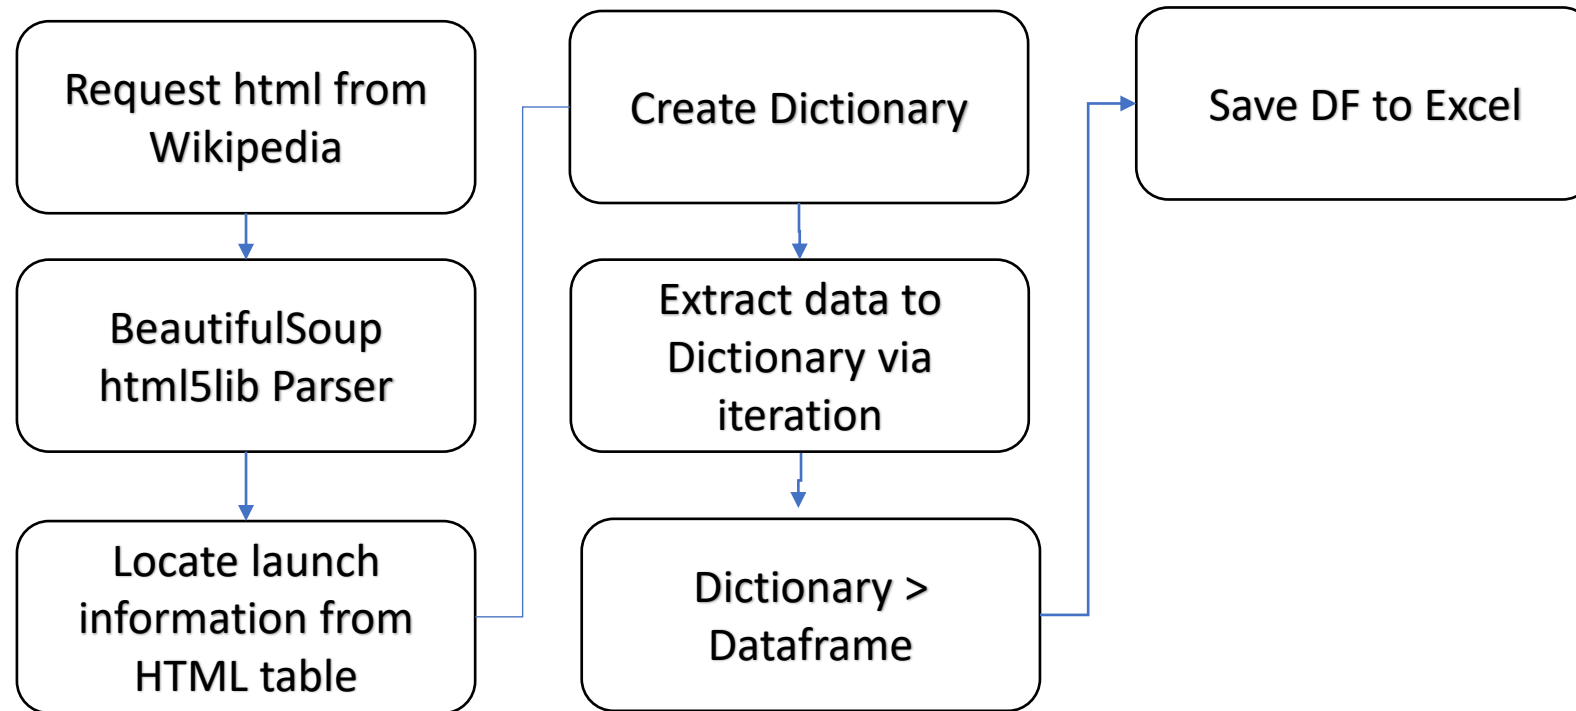 Request html from
Wikipedia
BeautifulSoup
html5lib Parser
Locate launch
information from
HTML table
Create Dictionary
Extract data to
Dictionary via
iteration
Dictionary >
Dataframe
Save DF to Excel